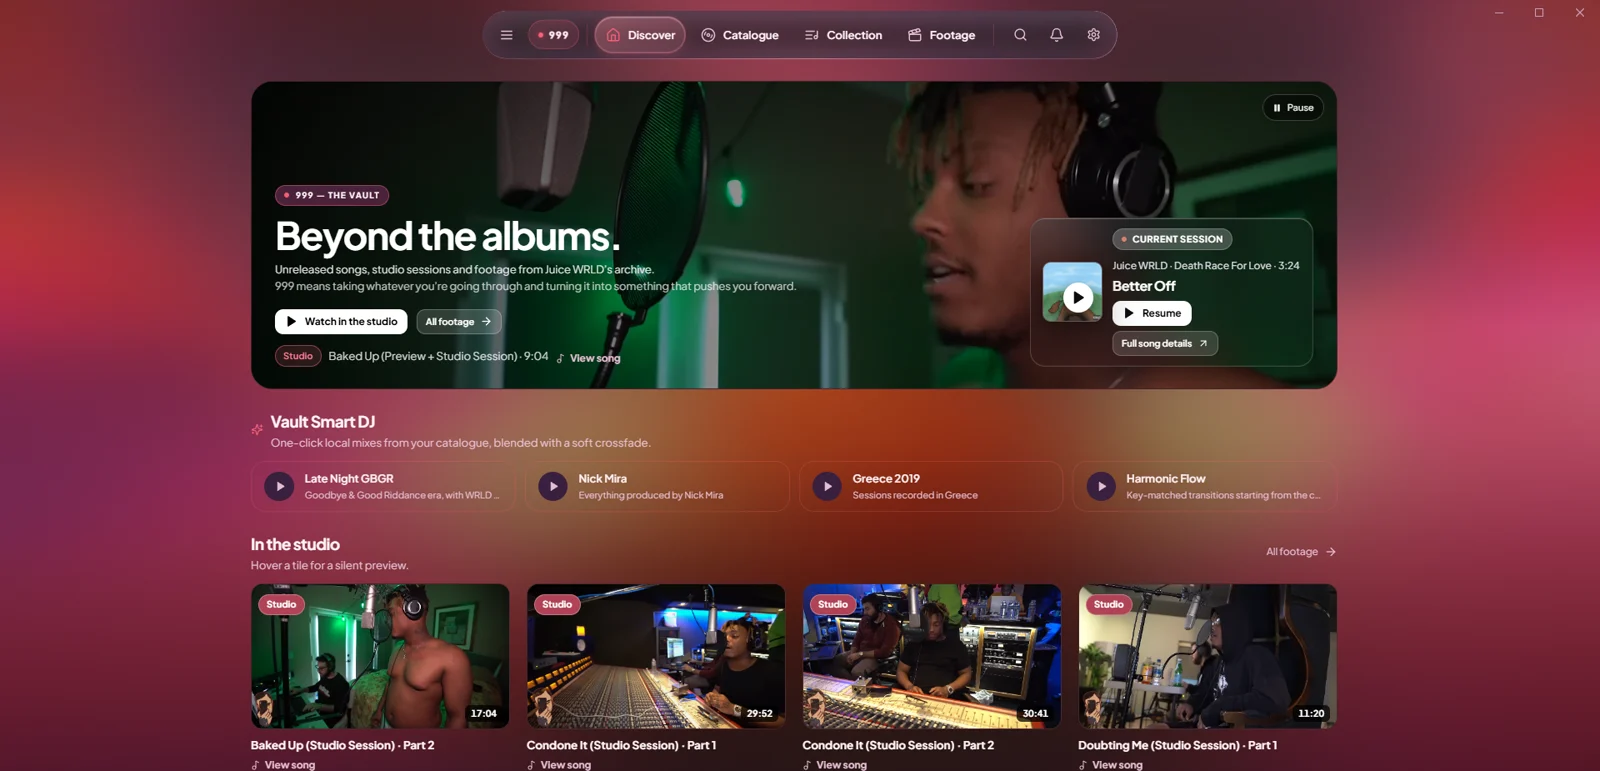 999
Discover
Catalogue
Collection
Footage
Pause
999 — THE VAULT
Beyond the albums.
Unreleased songs, studio sessions and footage from Juice WRLD's archive.
999 means taking whatever you're going through and turning it into something that pushes you forward.
Watch in the studio
All footage
Studio
Baked Up (Preview + Studio Session) · 9:04
View song
CURRENT SESSION
Juice WRLD · Death Race For Love · 3:24
Better Off
Resume
Full song details
Vault Smart DJ
One-click local mixes from your catalogue, blended with a soft crossfade.
Late Night GBGR
Goodbye & Good Riddance era, with WRLD ...
Nick Mira
Everything produced by Nick Mira
Greece 2019
Sessions recorded in Greece
Harmonic Flow
Key-matched transitions starting from the c...
In the studio
Hover a tile for a silent preview.
All footage
Studio
17:04
Baked Up (Studio Session) · Part 2
View song
Studio
29:52
Condone It (Studio Session) · Part 1
View song
Studio
30:41
Condone It (Studio Session) · Part 2
View song
Studio
11:20
Doubting Me (Studio Session) · Part 1
View song